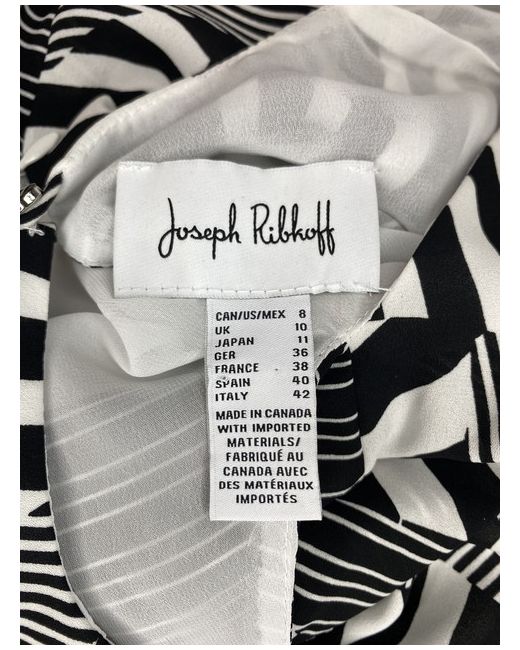 Joseph Ribkoff
CAN/US/MEX 8
UK 10
JAPAN 11
GER 36
FRANCE 38
SPAIN 40
ITALY 42
MADE IN CANADA
WITH IMPORTED
MATERIALS/
FABRIQUÉ AU
CANADA AVEC
DES MATÉRIAUX
IMPORTÉS